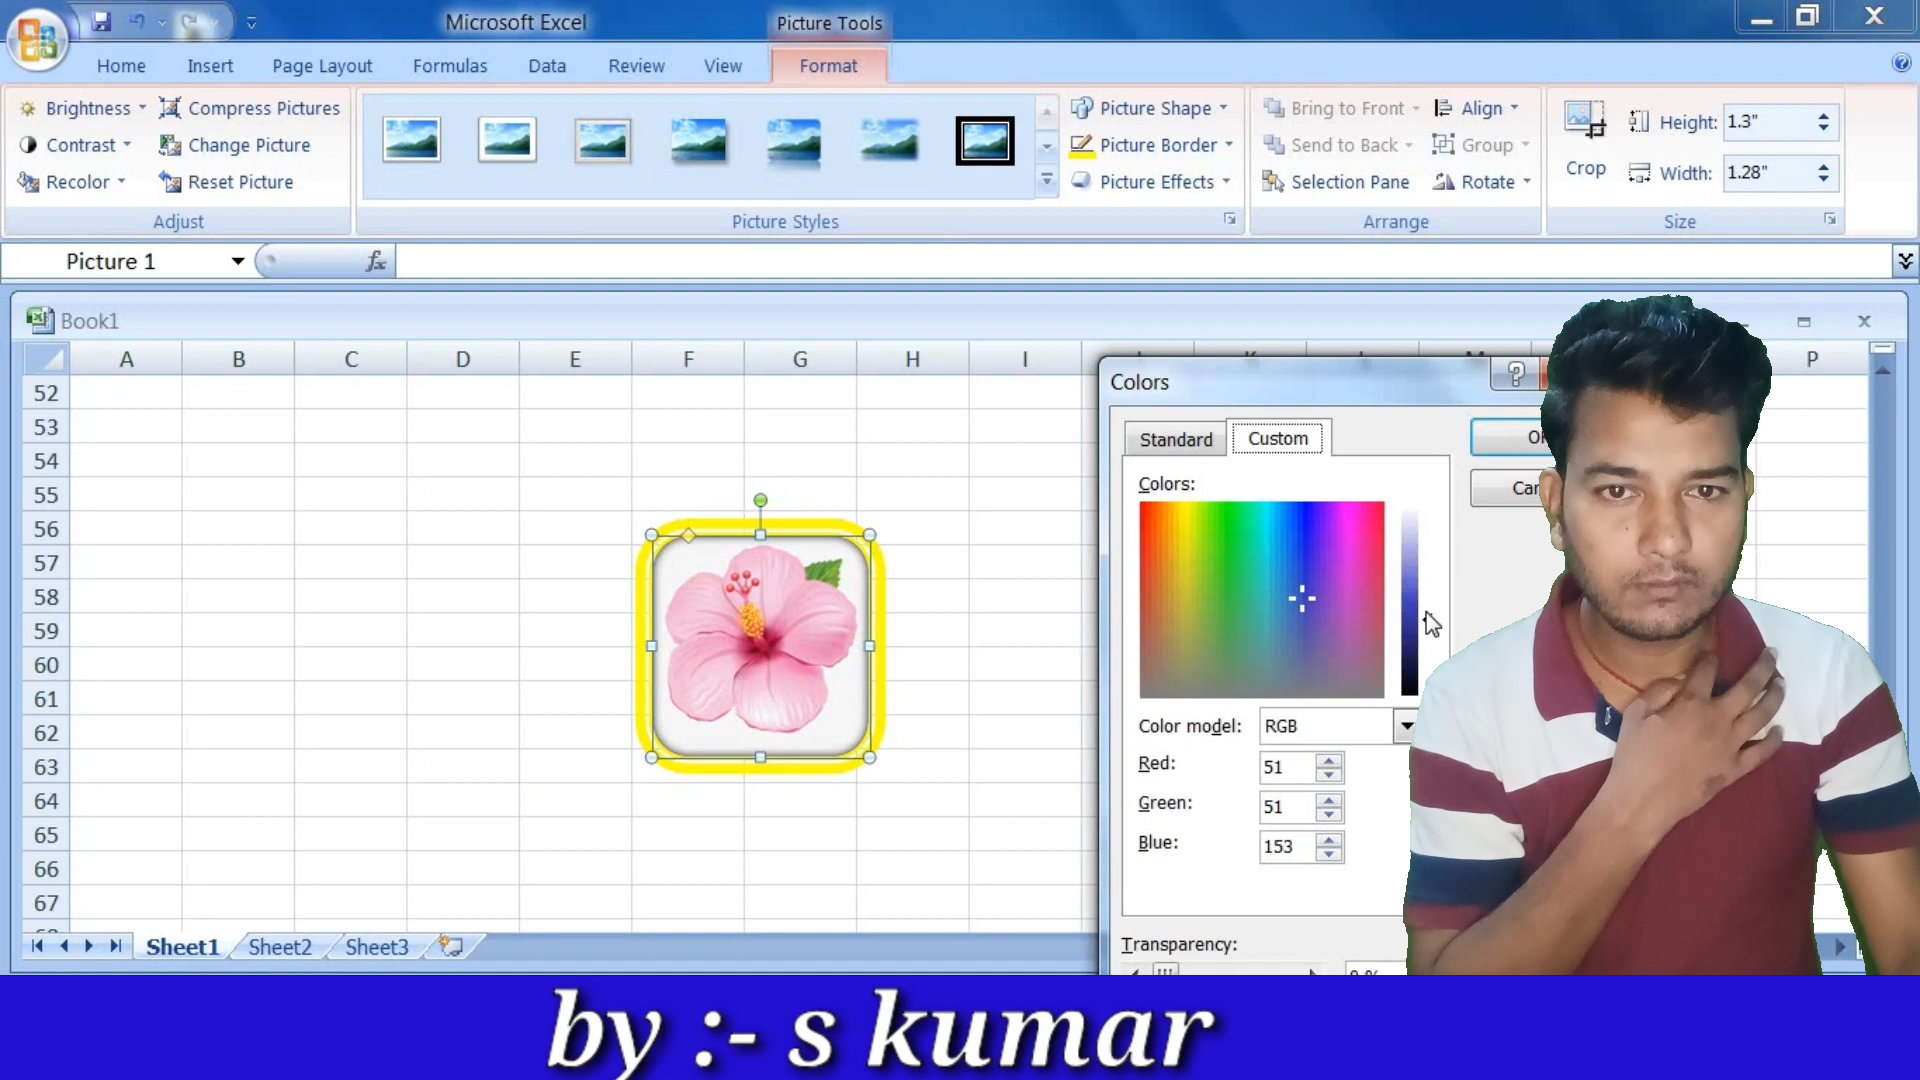 Microsoft Excel
Picture Tools
Home Insert Page Layout Formulas Data Review View Format
Brightness Compress Pictures
Contrast Change Picture
Recolor Reset Picture
Adjust
Picture Styles
Picture Shape
Picture Border
Picture Effects
Bring to Front Align
Send to Back Group
Selection Pane Rotate
Arrange
Crop
Height: 1.3"
Width: 1.28"
Size
Picture 1 fx
Book1
A B C D E F G H I P
52
53
54
55
56
57
58
59
60
61
62
63
64
65
66
67
Colors
Standard Custom
Colors:
Color model: RGB
Red: 51
Green: 51
Blue: 153
Transparency:
Sheet1 Sheet2 Sheet3
by :- s kumar